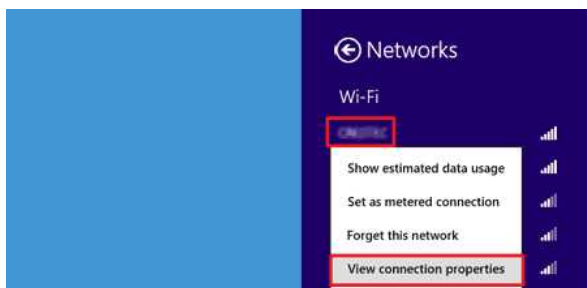 Networks
Wi-Fi
Show estimated data usage
Set as metered connection
Forget this network
View connection properties